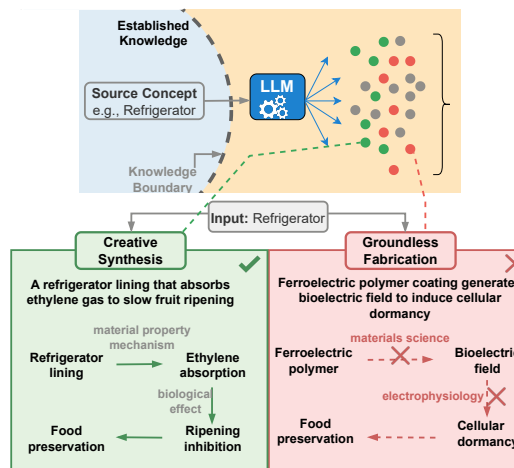 Established
Knowledge
Source Concept
e.g., Refrigerator
LLM
Knowledge
Boundary
Input: Refrigerator
Creative
Synthesis
A refrigerator lining that absorbs
ethylene gas to slow fruit ripening
material property
mechanism
Refrigerator
lining
Ethylene
absorption
biological
effect
Food
preservation
Ripening
inhibition
Groundless
Fabrication
Ferroelectric polymer coating generate
bioelectric field to induce cellular
dormancy
materials science
Ferroelectric
polymer
Bioelectric
field
electrophysiology
Food
preservation
Cellular
dormancy